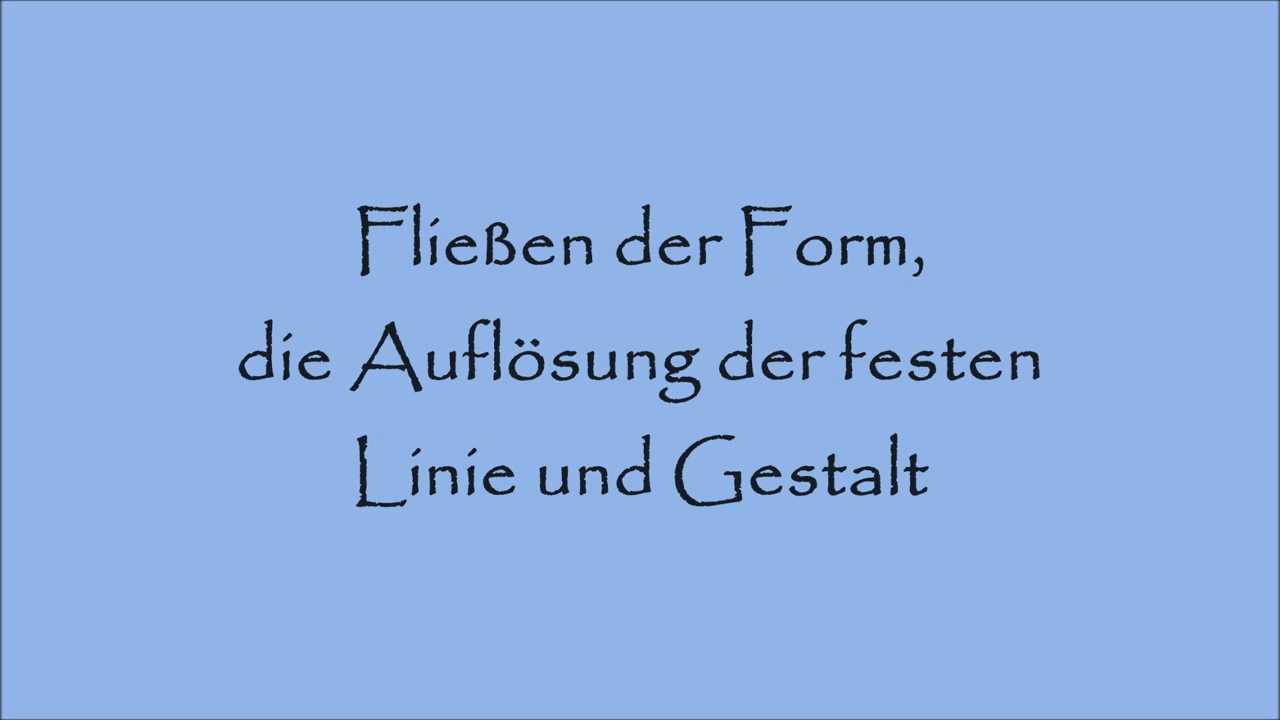 Fließen der Form,
die Auflösung der festen
Linie und Gestalt